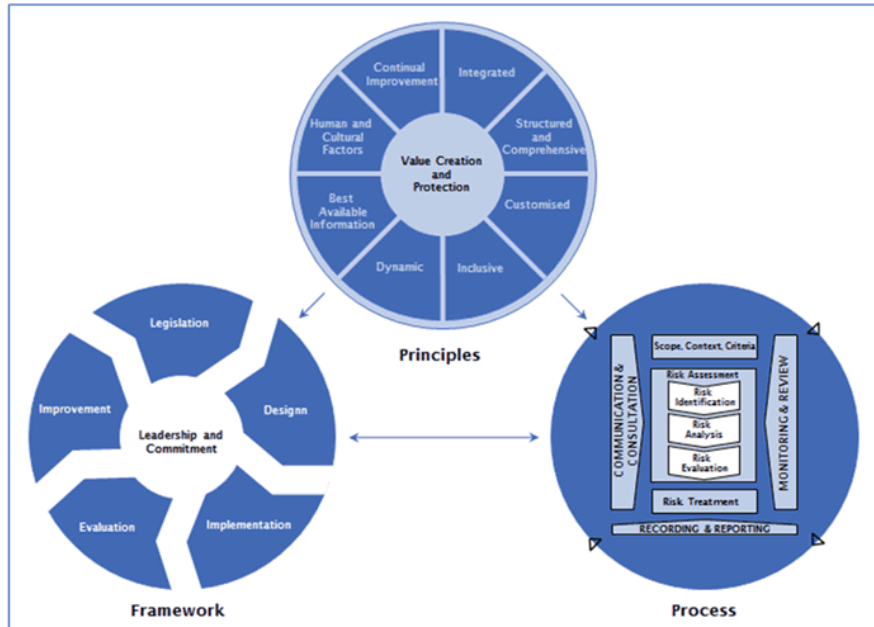 Continual
Improvement
Integrated
Human and
Cultural
Factors
Structured
and
Comprehensive
Value Creation
and
Protection
Best
Available
Information
Customised
Dynamic
Inclusive
Principles
Legislation
Improvement
Designn
Leadership and
Commitment
Evaluation
Implementation
Framework
Scope, Context, Criteria
COMMUNICATION &
CONSULTATION
Risk Assessment
Risk
Identification
Risk
Analysis
Risk
Evaluation
MONITORING & REVIEW
Risk. Treatment
RECORDING & REPORTING
Process